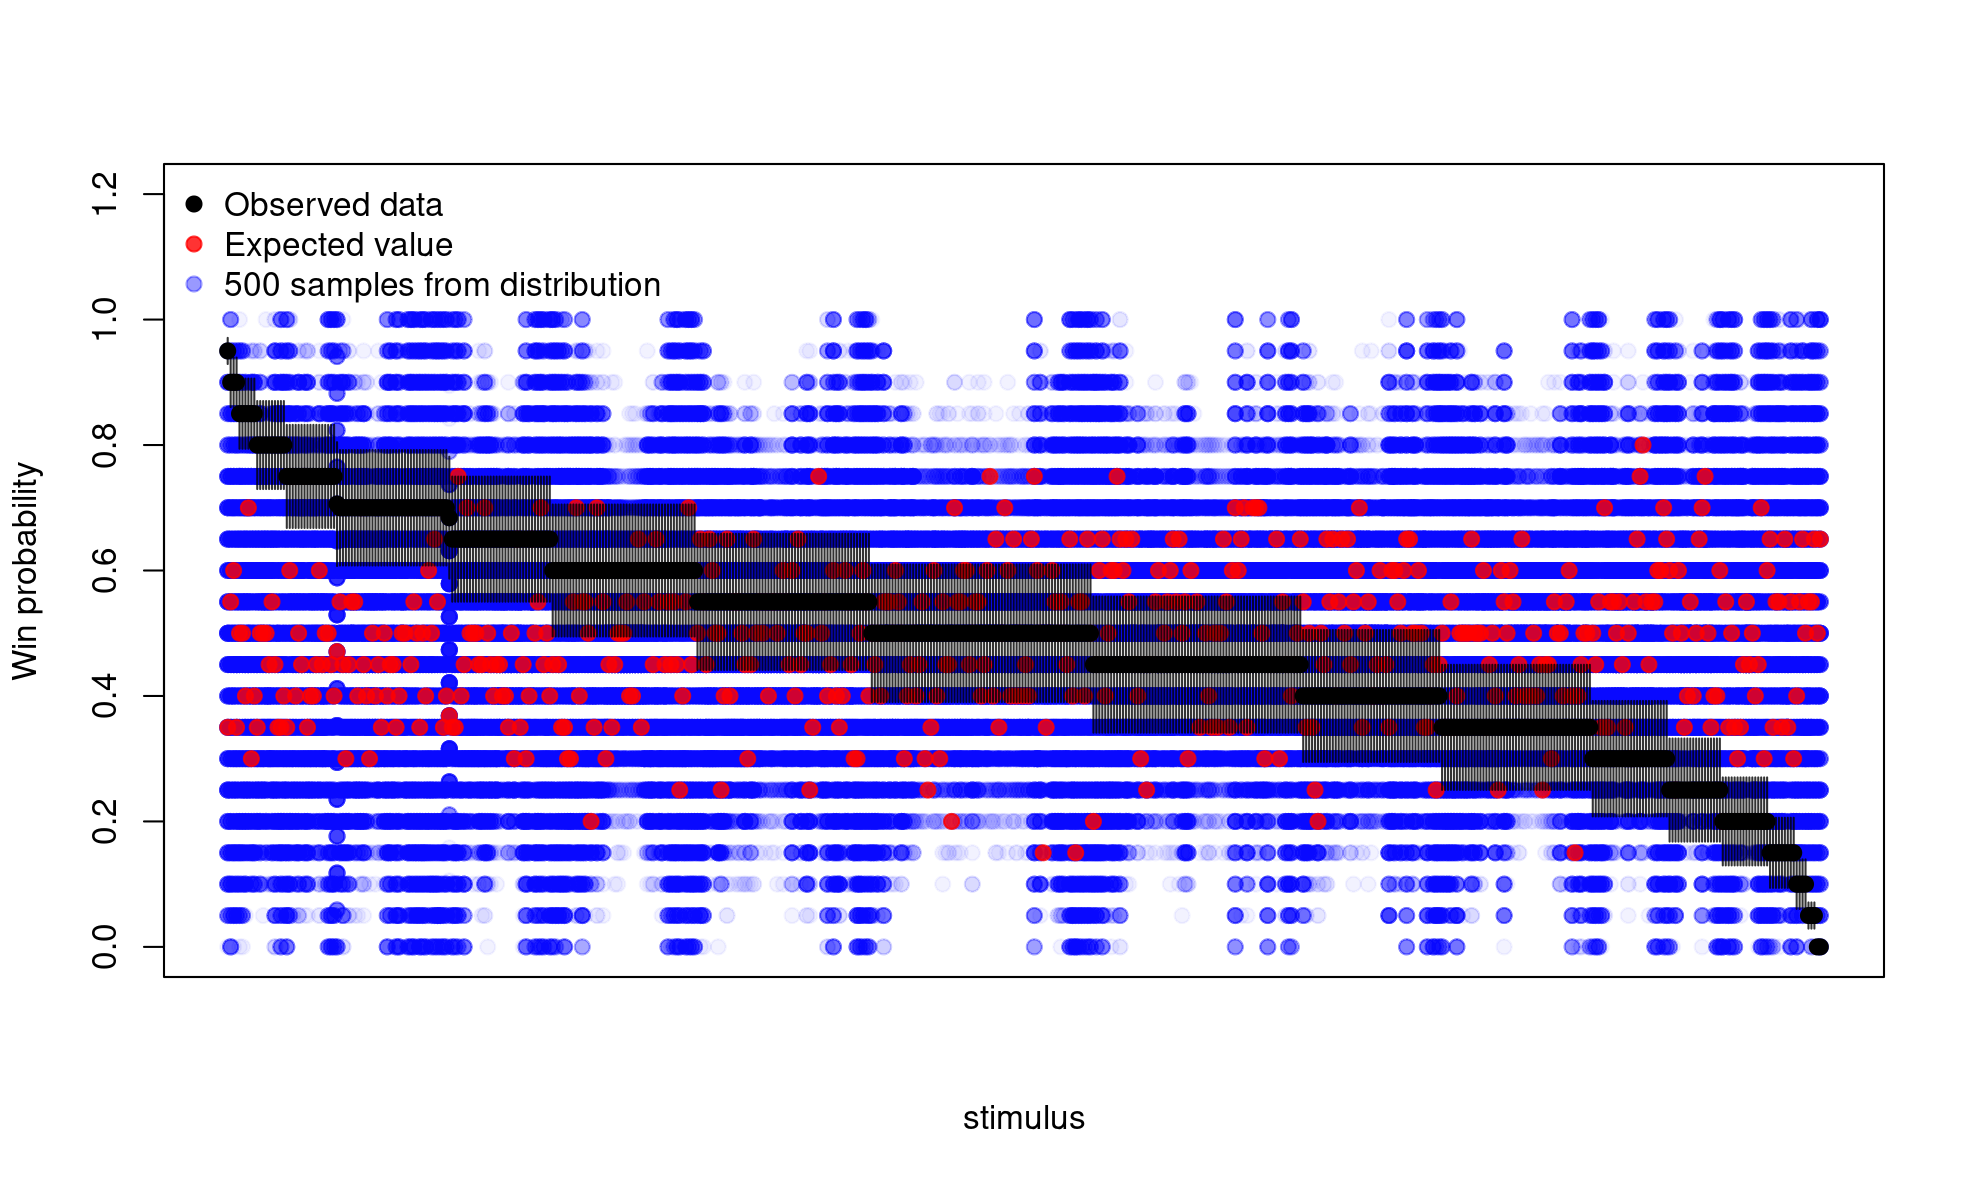 Observed data
Expected value
500 samples from distribution
Win probability
1.2
1.0
0.8
0.6
0.4
0.2
0.0
stimulus